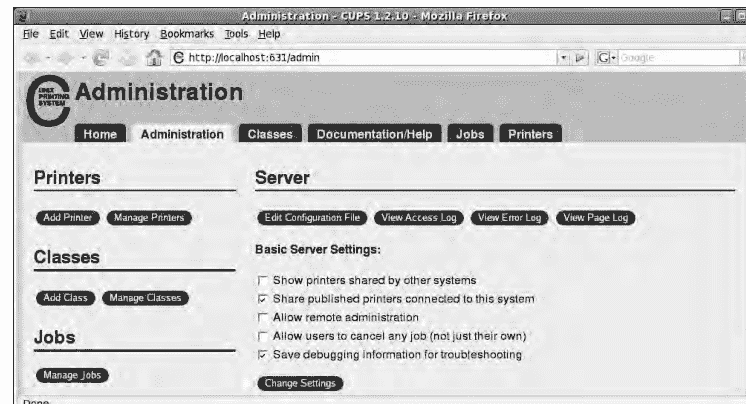 Administration - CUPS 1.2.10 - Mozilla Firefox
File Edit View History Bookmarks Tools Help
http://localhost:631/admin
G Google
UNIX PRINTING SYSTEM
Administration
Home Administration Classes Documentation/Help Jobs Printers
Printers
Add Printer Manage Printers
Classes
Add Class Manage Classes
Jobs
Manage Jobs
Server
Edit Configuration File View Access Log View Error Log View Page Log
Basic Server Settings:
Show printers shared by other systems
Share published printers connected to this system
Allow remote administration
Allow users to cancel any job (not just their own)
Save debugging information for troubleshooting
Change Settings
Done